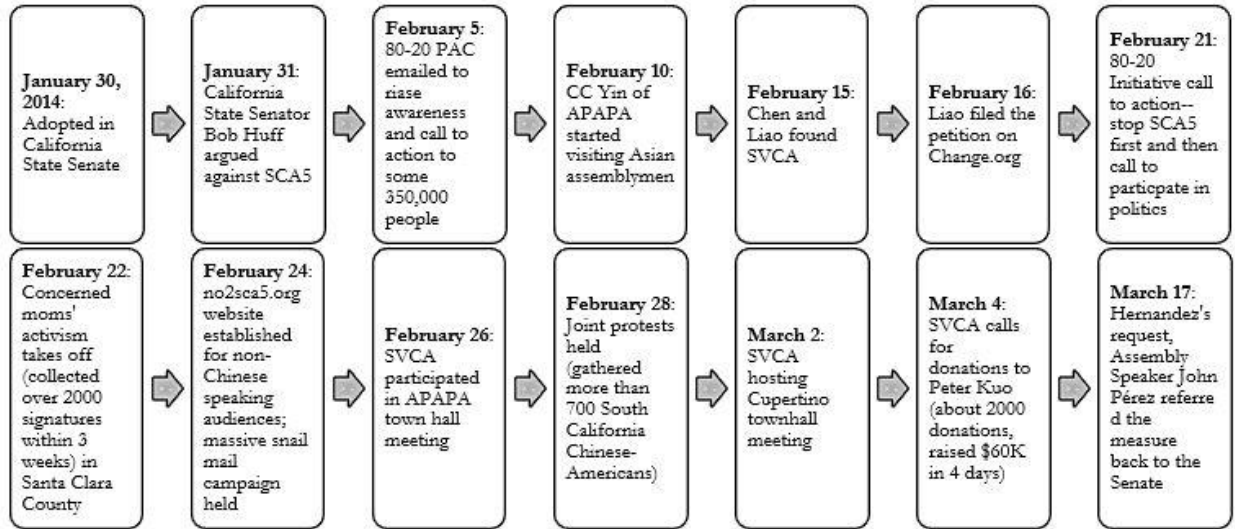 January 30,
2014:
Adopted in
California
State Senate
January 31:
California
State Senator
Bob Huff
argued
against SCA5
February 5:
80-20 PAC
emailed to
riase
awareness
and call to
action to
some
350,000
people
February 10:
CC Yin of
APAPA
started
visiting Asian
assemblymen
February 15:
Chen and
Liao found
SVCA
February 16:
Liao filed the
petition on
Change.org
February 21:
80-20
Initiative call
to action--
stop SCA5
first and then
call to
particpate in
politics
February 22:
Concerned
moms'
activism
takes off
(collected
over 2000
signatures
within 3
weeks) in
Santa Clara
County
February 24:
no2sca5.org
website
established
for non-
Chinese
speaking
audiences;
massive snail
mail
campaign
held
February 26:
SVCA
participated
in APAPA
town hall
meeting
February 28:
Joint protests
held
(gathered
more than
700 South
California
Chinese-
Americans)
March 2:
SVCA
hosting
Cupertino
townhall
meeting
March 4:
SVCA calls
for
donations to
Peter Kuo
(about 2000
donations,
raised $60K
in 4 days)
March 17:
Hernandez's
request,
Assembly
Speaker John
Pérez referre
d the
measure
back to the
Senate